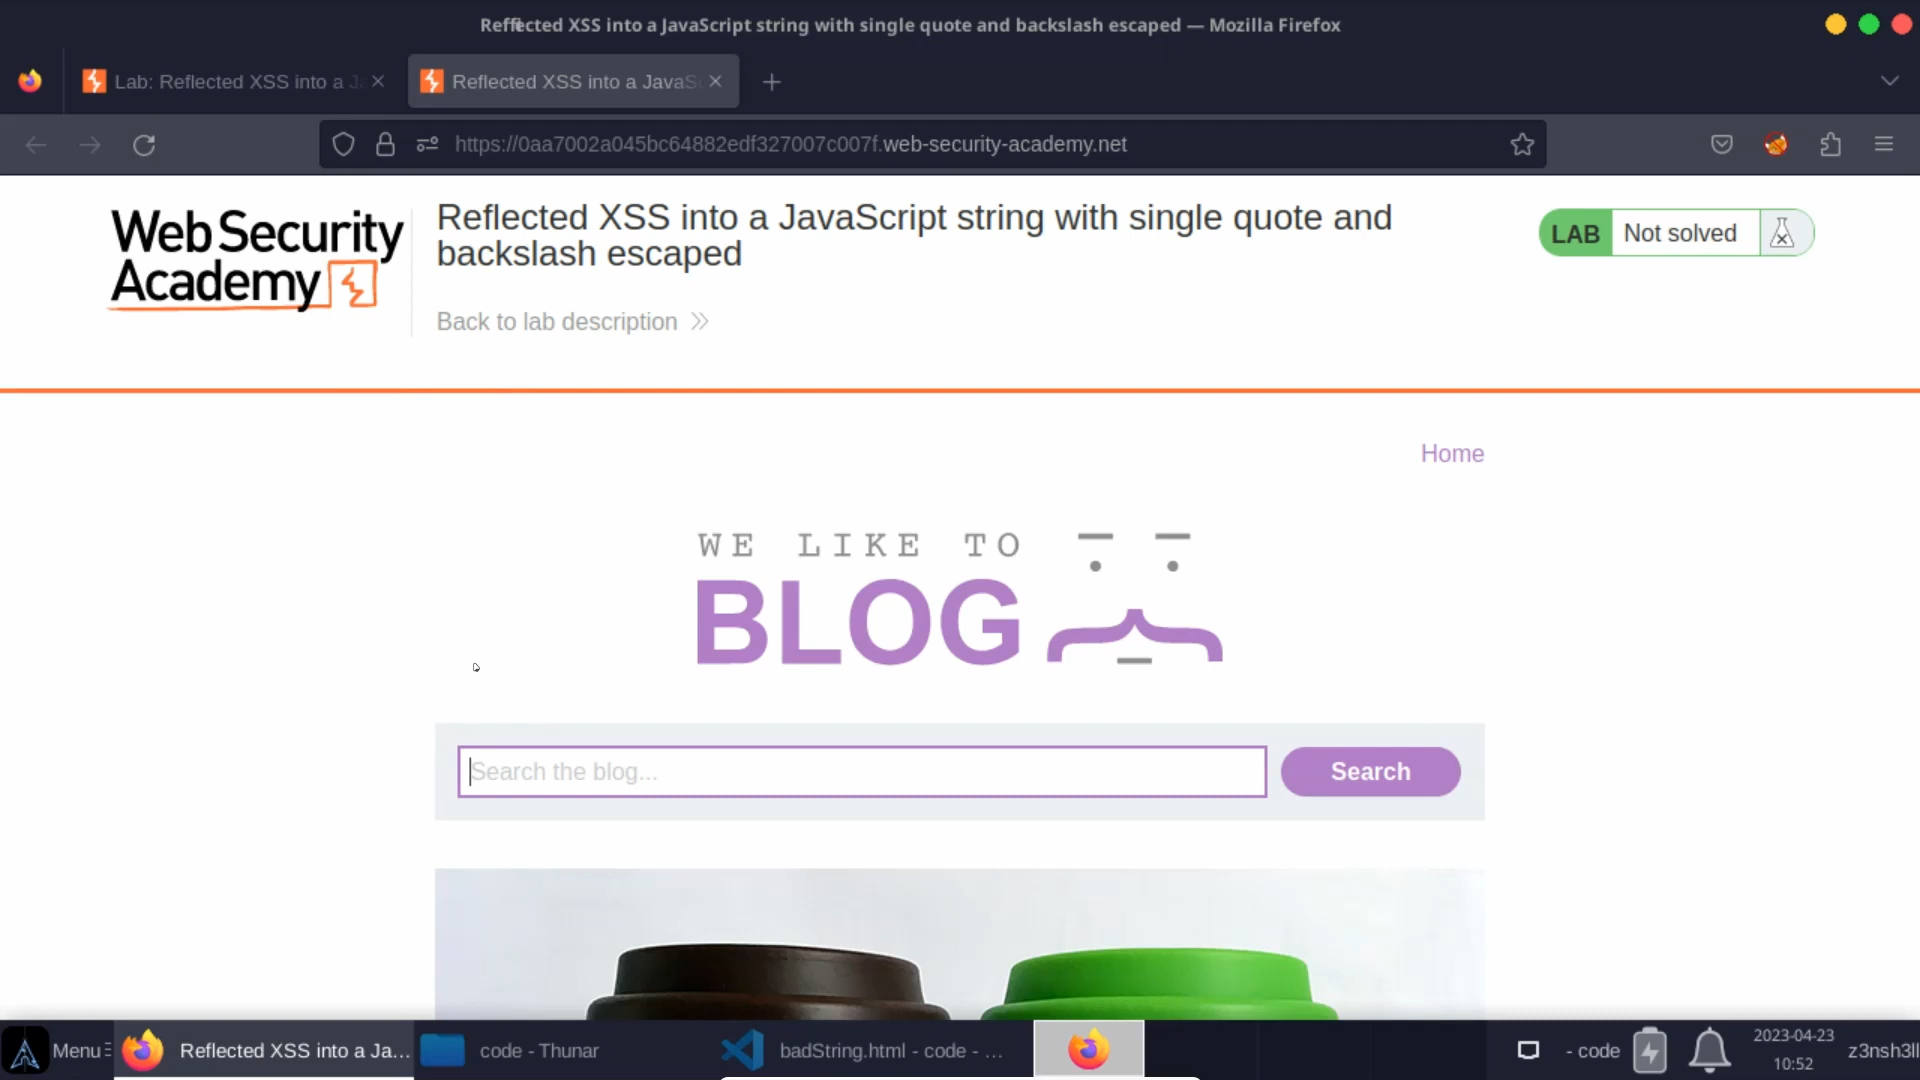 Reflected XSS into a JavaScript string with single quote and backslash escaped — Mozilla Firefox
Lab: Reflected XSS into a Ja
Reflected XSS into a JavaSc
https://0aa7002a045bc64882edf327007c007f.web-security-academy.net
Web Security
Academy
Reflected XSS into a JavaScript string with single quote and
backslash escaped
LAB
Not solved
Back to lab description
Home
WE LIKE TO
BLOG
Search the blog...
Search
Menu
Reflected XSS into a Ja...
code - Thunar
badString.html - code - ...
- code
2023-04-23
10:52
z3nsh3ll